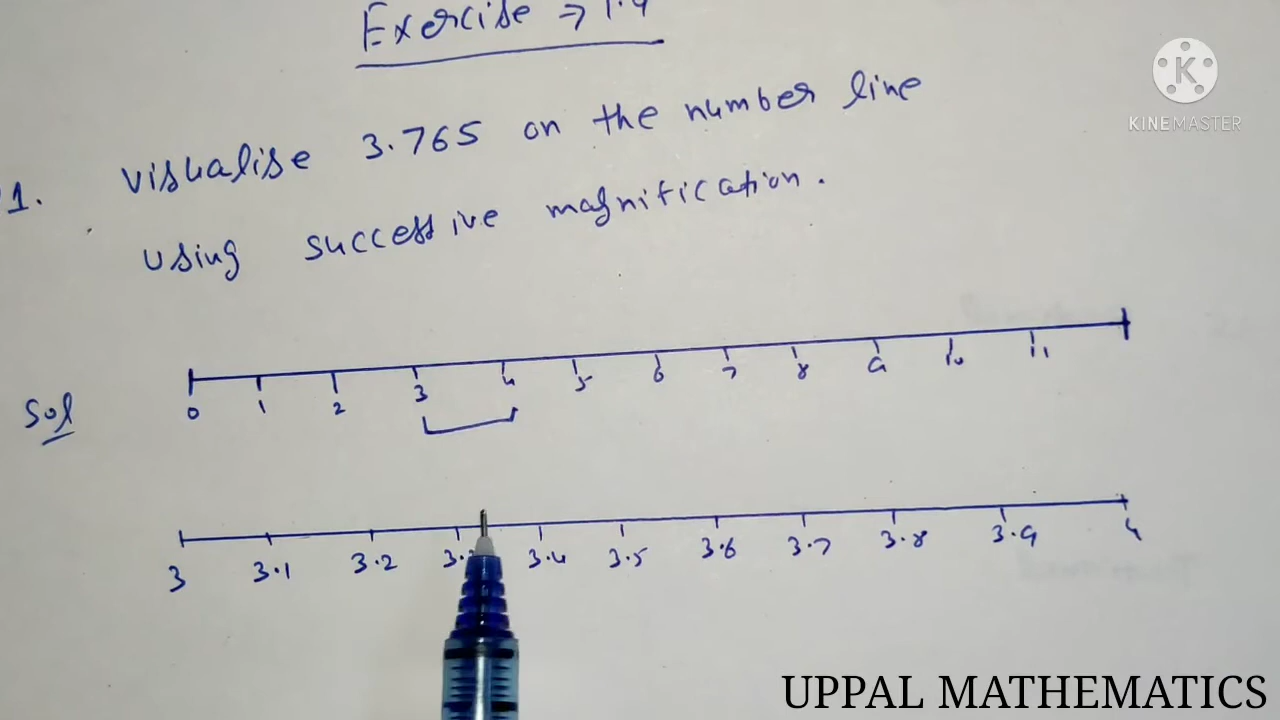 Exercise → 1.4
K
KINEMASTER
1. Visualise 3.765 on the number line
using successive magnification.
Sol
0 1 2 3 4 5 6 7 8 9 10 11
3 3.1 3.2 3. 3.4 3.5 3.6 3.7 3.8 3.9 4
UPPAL MATHEMATICS